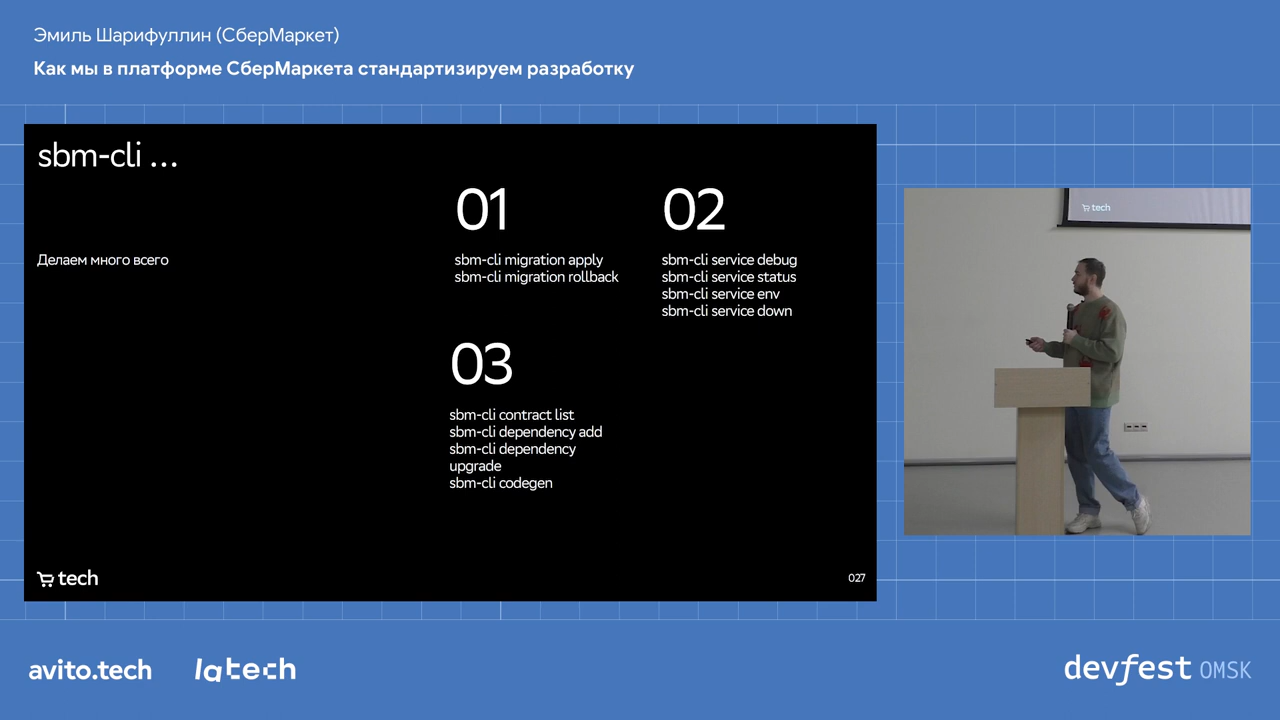 Эмиль Шарифуллин (СберМаркет)
Как мы в платформе СберМаркета стандартизируем разработку
sbm-cli ...
Делаем много всего
01
sbm-cli migration apply
sbm-cli migration rollback
02
sbm-cli service debug
sbm-cli service status
sbm-cli service env
sbm-cli service down
03
sbm-cli contract list
sbm-cli dependency add
sbm-cli dependency
upgrade
sbm-cli codegen
tech
027
tech
avito.tech
latech
devfest OMSK